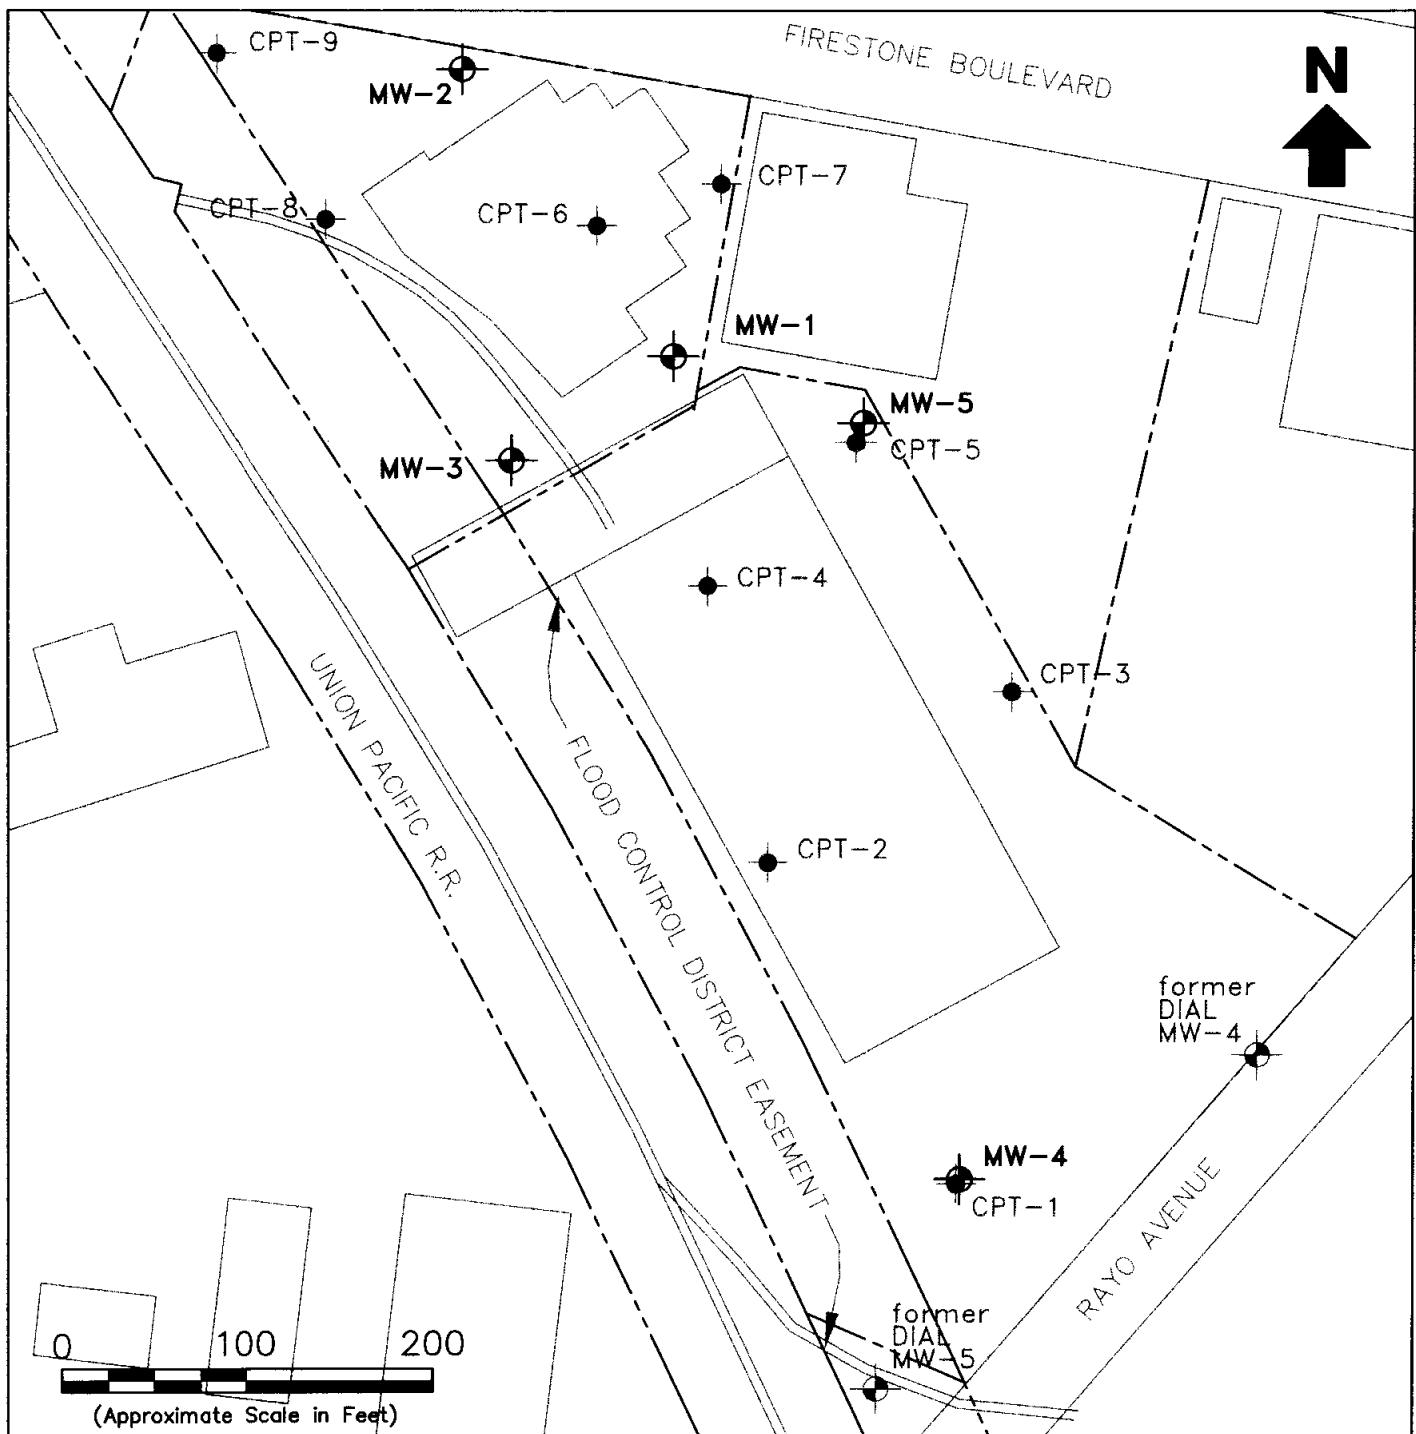 FIRESTONE BOULEVARD
N
CPT-9
MW-2
CPT-7
CPT-8
CPT-6
MW-1
MW-5
CPT-5
MW-3
CPT-4
CPT-3
UNION PACIFIC R.R.
FLOOD CONTROL DISTRICT EASEMENT
CPT-2
former
DIAL
MW-4
MW-4
CPT-1
RAYO AVENUE
former
DIAL
MW-5
0 100 200
(Approximate Scale in Feet)